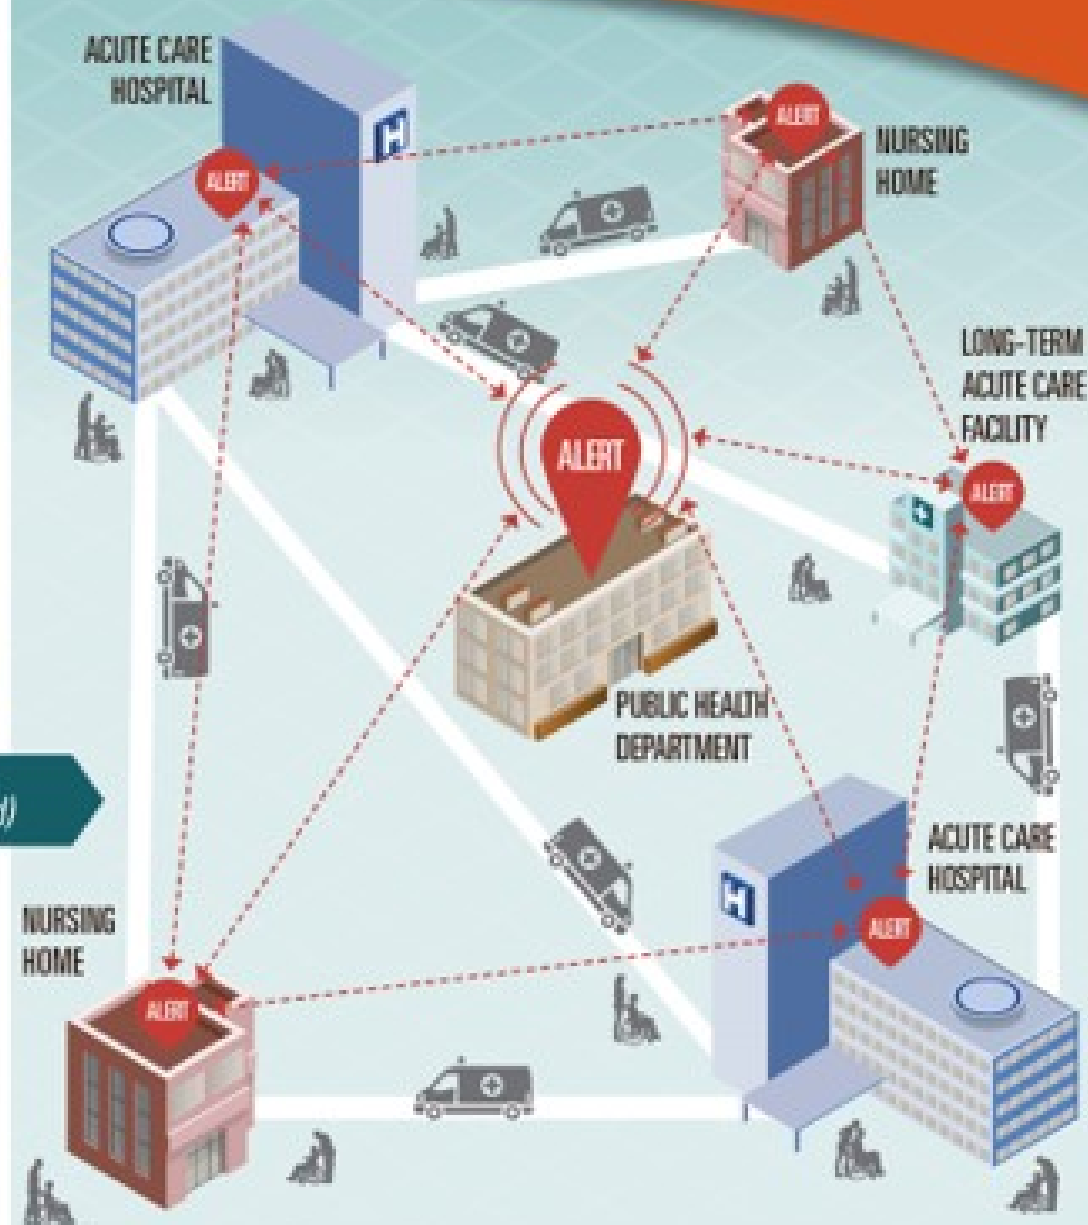 ACUTE CARE
HOSPITAL
H
ALERT
ALERT
NURSING
HOME
LONG-TERM
ACUTE CARE
FACILITY
ALERT
ALERT
PUBLIC HEALTH
DEPARTMENT
ACUTE CARE
HOSPITAL
H
ALERT
NURSING
HOME
ALERT